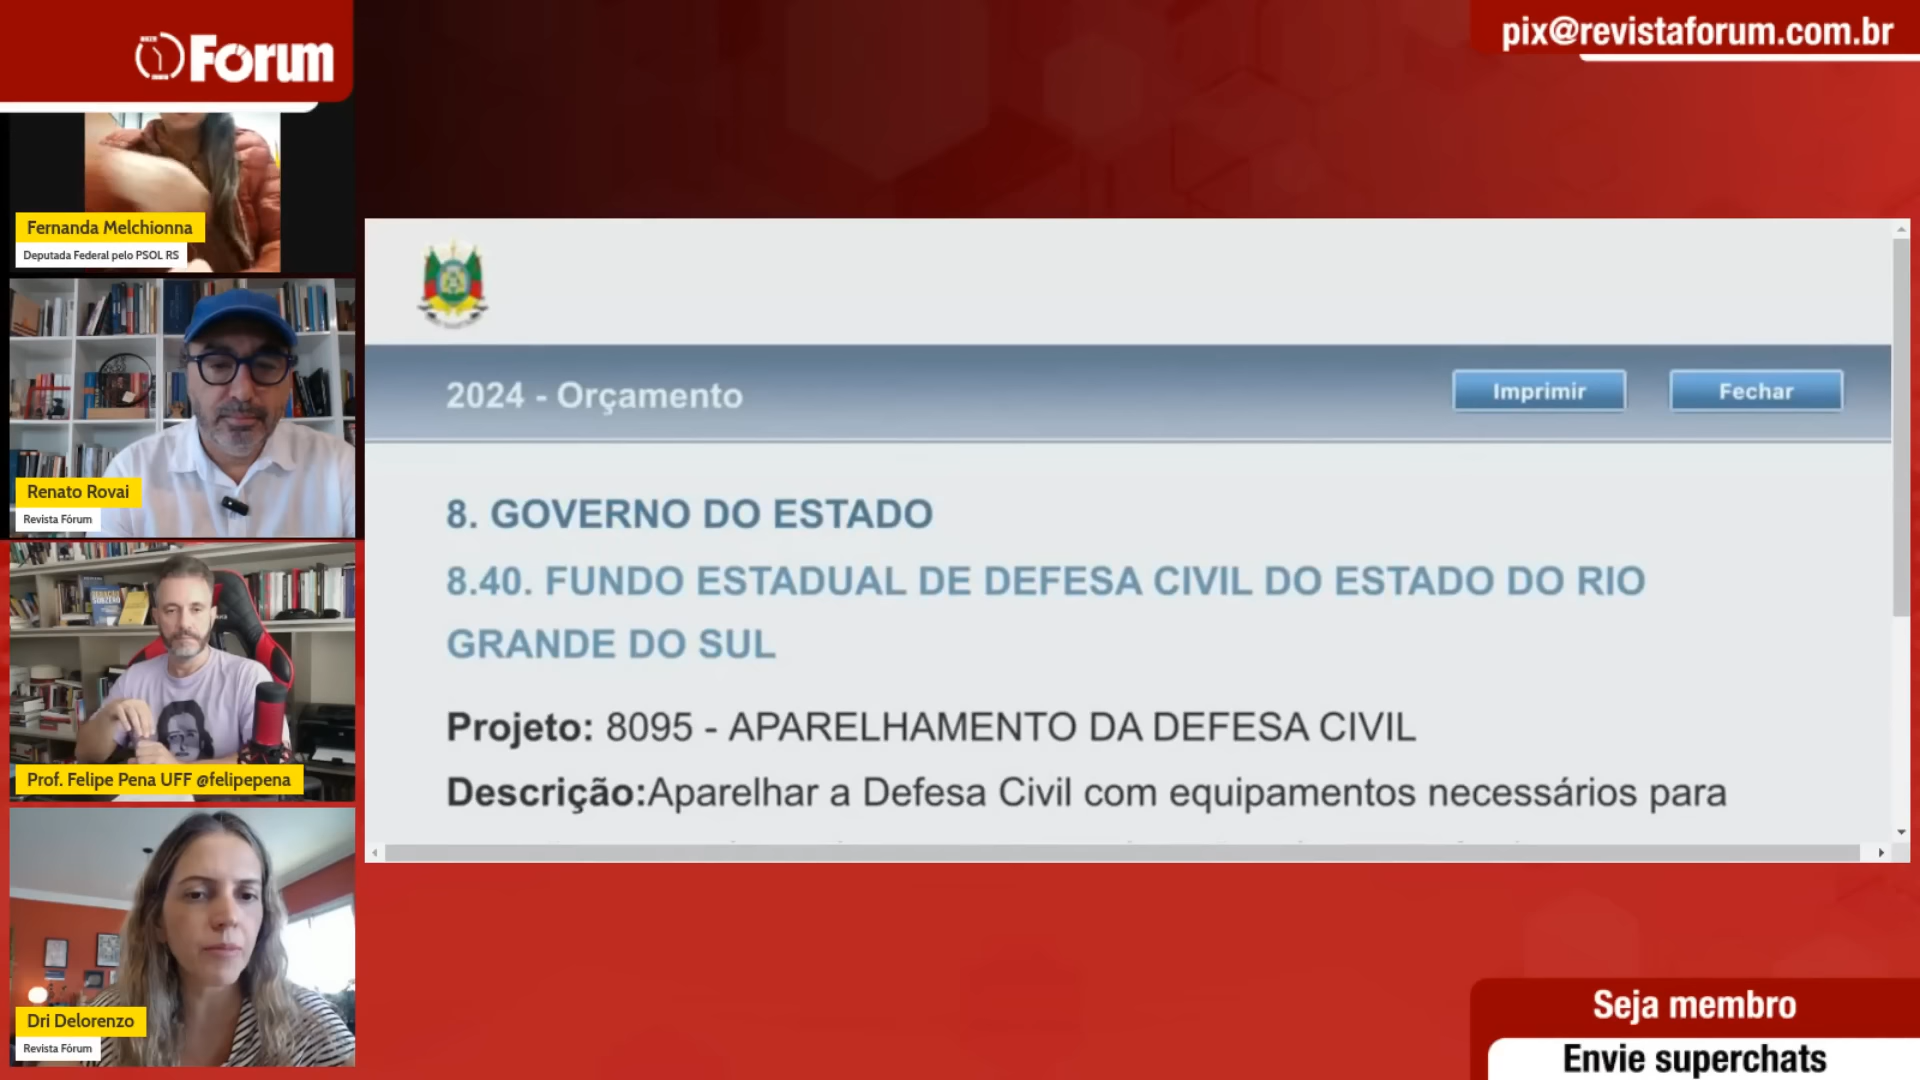 Forum
pix@revistaforum.com.br
Fernanda Melchionna
Deputada Federal pelo PSOL RS
Renato Rovai
Revista Fórum
Prof. Felipe Pena UFF @felipepena
Dri Delorenzo
Revista Fórum
2024 - Orçamento
Imprimir
Fechar
8. GOVERNO DO ESTADO
8.40. FUNDO ESTADUAL DE DEFESA CIVIL DO ESTADO DO RIO
GRANDE DO SUL
Projeto: 8095 - APARELHAMENTO DA DEFESA CIVIL
Descrição:Aparelhar a Defesa Civil com equipamentos necessários para
Seja membro
Envie superchats